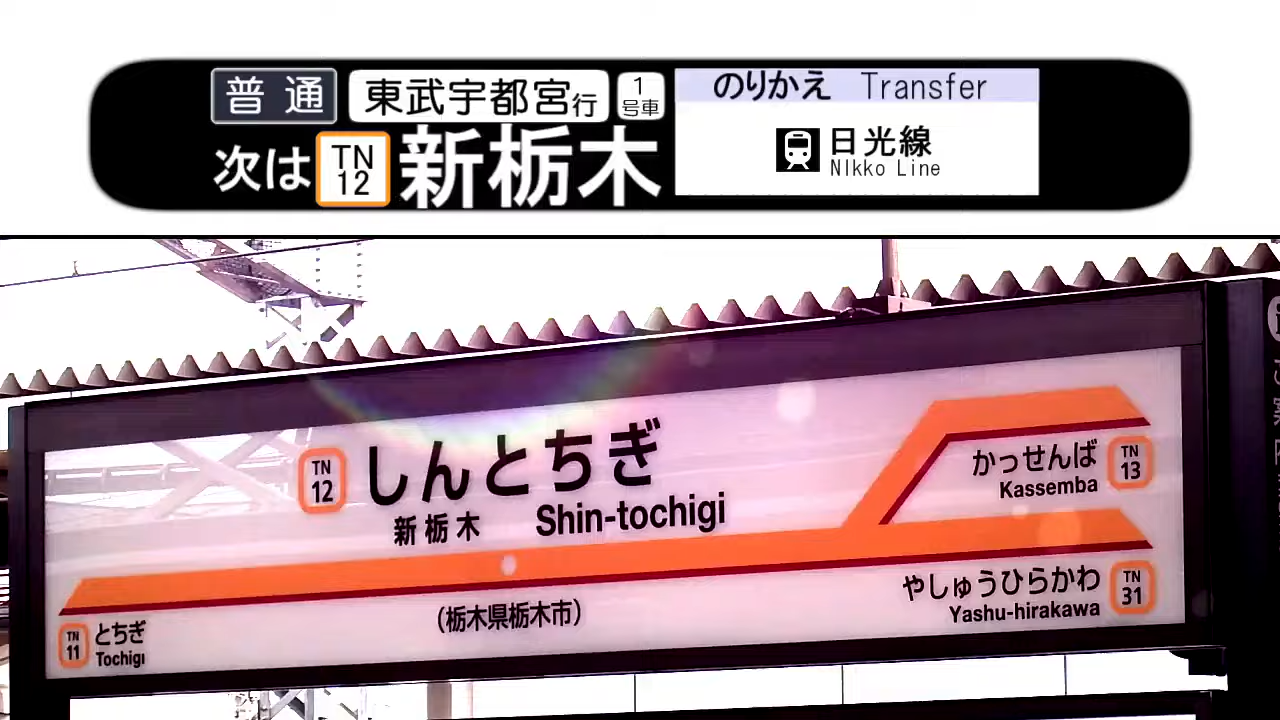 普通 東武宇都宮行 1号車
次は TN 12 新栃木
のりかえ Transfer
日光線
NIkko Line
TN 12 しんとちぎ
新栃木 Shin-tochigi
かっせんば TN 13
Kassemba
やしゅうひらかわ TN 31
Yashu-hirakawa
(栃木県栃木市)
TN 11 とちぎ
Tochigi